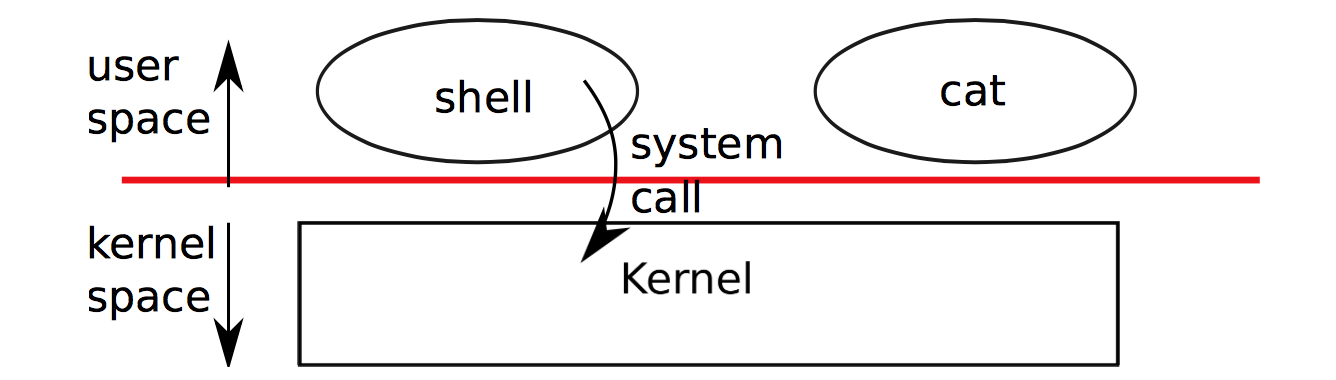 user
space
shell
cat
system
call
kernel
space
Kernel